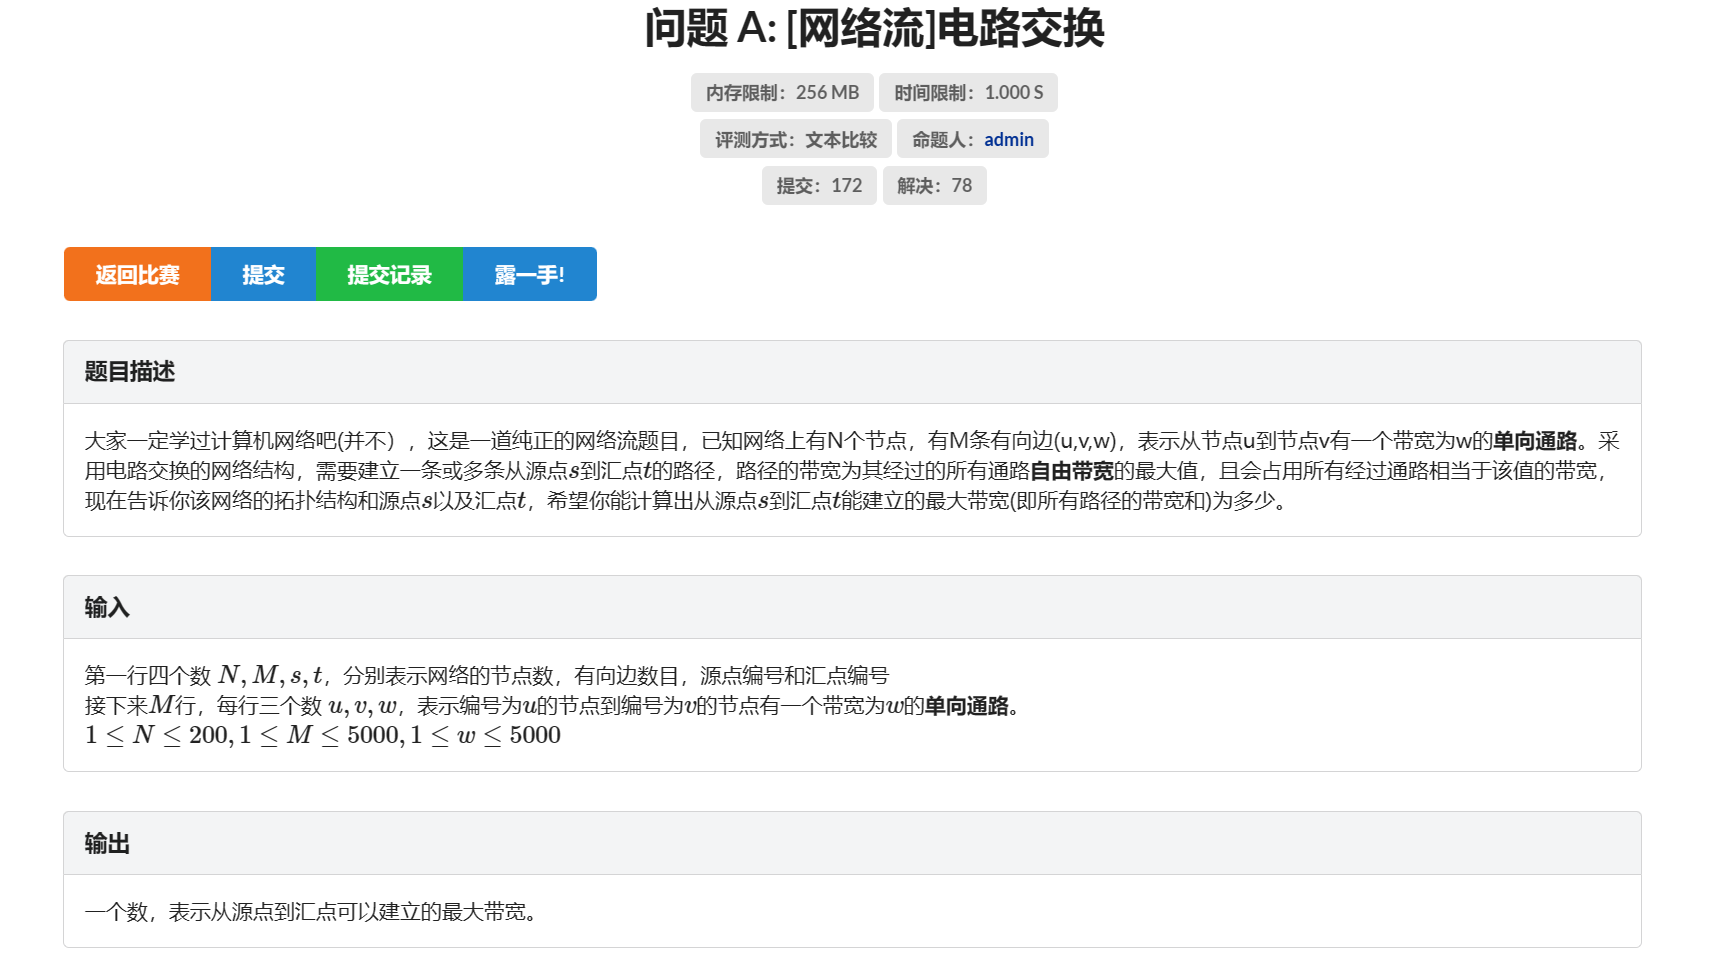 问题 A: [网络流]电路交换
内存限制：256 MB 时间限制：1.000 S
评测方式：文本比较 命题人：admin
提交：172 解决：78
返回比赛 提交 提交记录 露一手!
题目描述
大家一定学过计算机网络吧(并不），这是一道纯正的网络流题目，已知网络上有N个节点，有M条有向边(u,v,w)，表示从节点u到节点v有一个带宽为w的单向通路。采
用电路交换的网络结构，需要建立一条或多条从源点s到汇点t的路径，路径的带宽为其经过的所有通路自由带宽的最大值，且会占用所有经过通路相当于该值的带宽，
现在告诉你该网络的拓扑结构和源点s以及汇点t，希望你能计算出从源点s到汇点t能建立的最大带宽(即所有路径的带宽和)为多少。
输入
第一行四个数 N, M, s, t，分别表示网络的节点数，有向边数目，源点编号和汇点编号
接下来M行，每行三个数 u, v, w，表示编号为u的节点到编号为v的节点有一个带宽为w的单向通路。
1 ≤ N ≤ 200, 1 ≤ M ≤ 5000, 1 ≤ w ≤ 5000
输出
一个数，表示从源点到汇点可以建立的最大带宽。